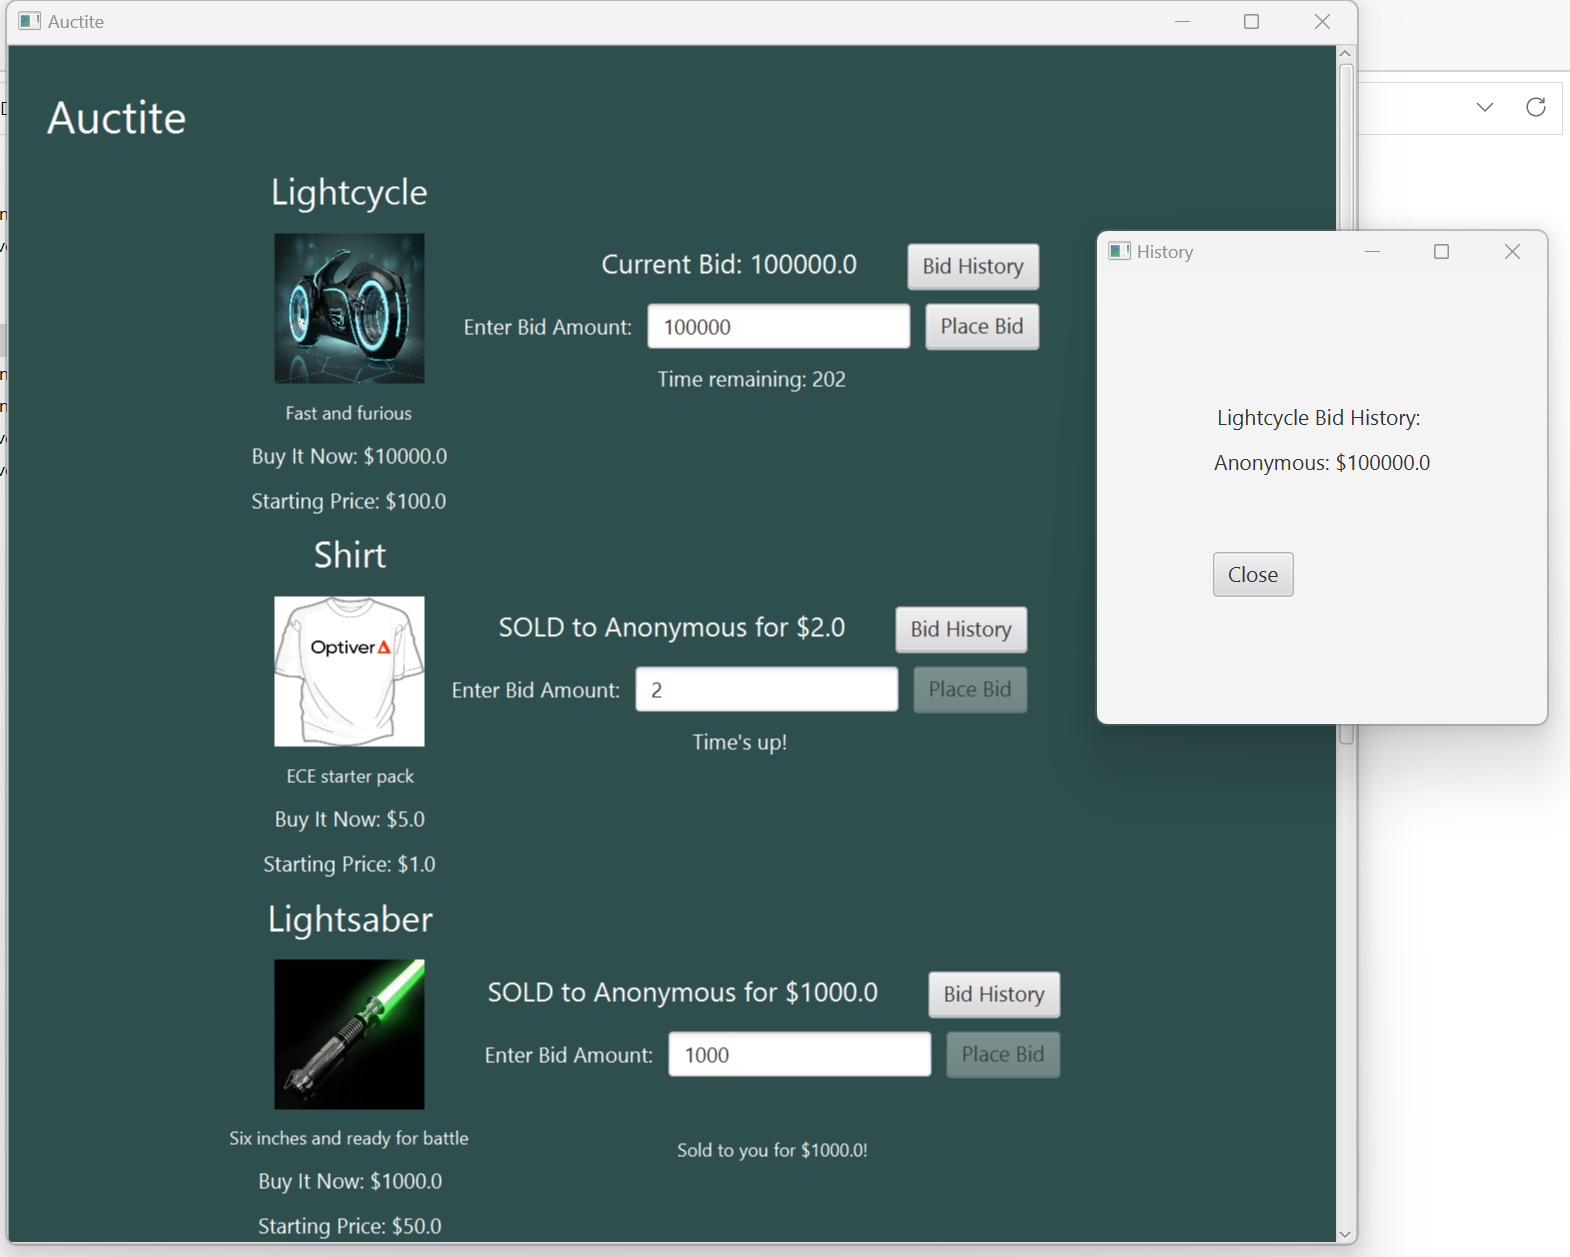 Auctite
Auctite
Lightcycle
Current Bid: 100000.0
Bid History
Enter Bid Amount:
100000
Place Bid
Time remaining: 202
Fast and furious
Buy It Now: $10000.0
Starting Price: $100.0
Shirt
Optiver
SOLD to Anonymous for $2.0
Bid History
Enter Bid Amount:
2
Place Bid
Time's up!
ECE starter pack
Buy It Now: $5.0
Starting Price: $1.0
Lightsaber
SOLD to Anonymous for $1000.0
Bid History
Enter Bid Amount:
1000
Place Bid
Six inches and ready for battle
Sold to you for $1000.0!
Buy It Now: $1000.0
Starting Price: $50.0
History
Lightcycle Bid History:
Anonymous: $100000.0
Close